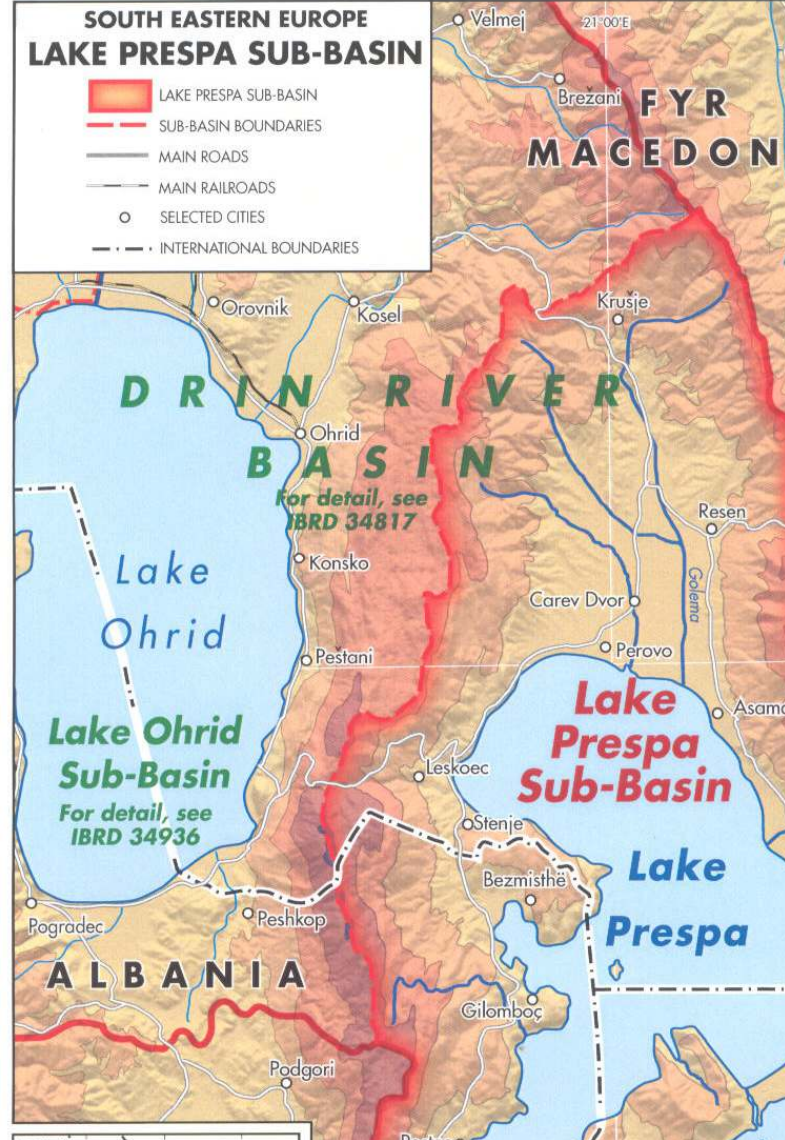 SOUTH EASTERN EUROPE
LAKE PRESPA SUB-BASIN
LAKE PRESPA SUB-BASIN
SUB-BASIN BOUNDARIES
MAIN ROADS
MAIN RAILROADS
SELECTED CITIES
INTERNATIONAL BOUNDARIES
Velmej
21°00'E
Brežani
FYR
MACEDON
Orovnik
Kosel
Krušje
DRIN RIVER
BASIN
Ohrid
For detail, see
IBRD 34817
Resen
Konsko
Lake
Ohrid
Golema
Carev Dvor
Perovo
Peštani
Lake
Prespa
Sub-Basin
Asama
Lake Ohrid
Sub-Basin
For detail, see
IBRD 34936
Leskoec
Stenje
Lake
Prespa
Bezmisthë
Pogradec
Peshkop
ALBANIA
Gilomboç
Podgori